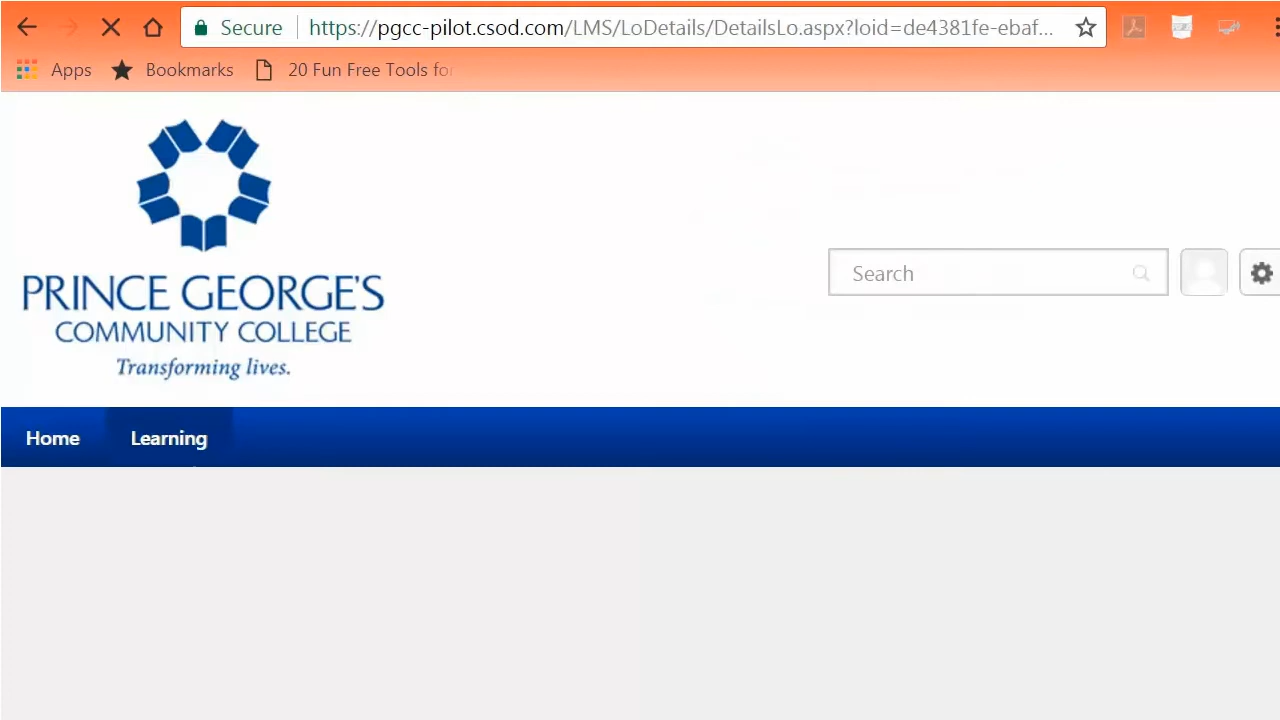 Secure https://pgcc-pilot.csod.com/LMS/LoDetails/DetailsLo.aspx?loid=de4381fe-ebaf...
Apps Bookmarks 20 Fun Free Tools fo
PRINCE GEORGE'S
COMMUNITY COLLEGE
Transforming lives.
Search
Home Learning